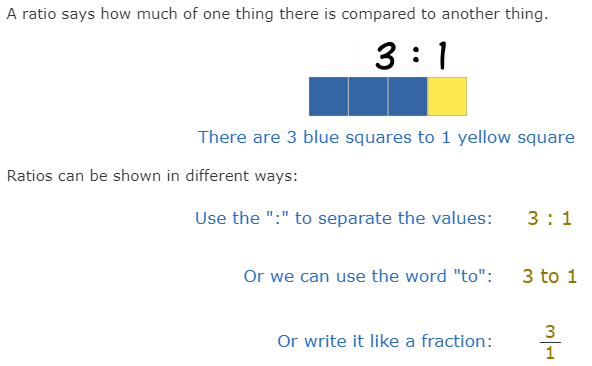 A ratio says how much of one thing there is compared to another thing.
3 : 1
There are 3 blue squares to 1 yellow square
Ratios can be shown in different ways:
Use the ":" to separate the values: 3 : 1
Or we can use the word "to": 3 to 1
Or write it like a fraction: 3/1